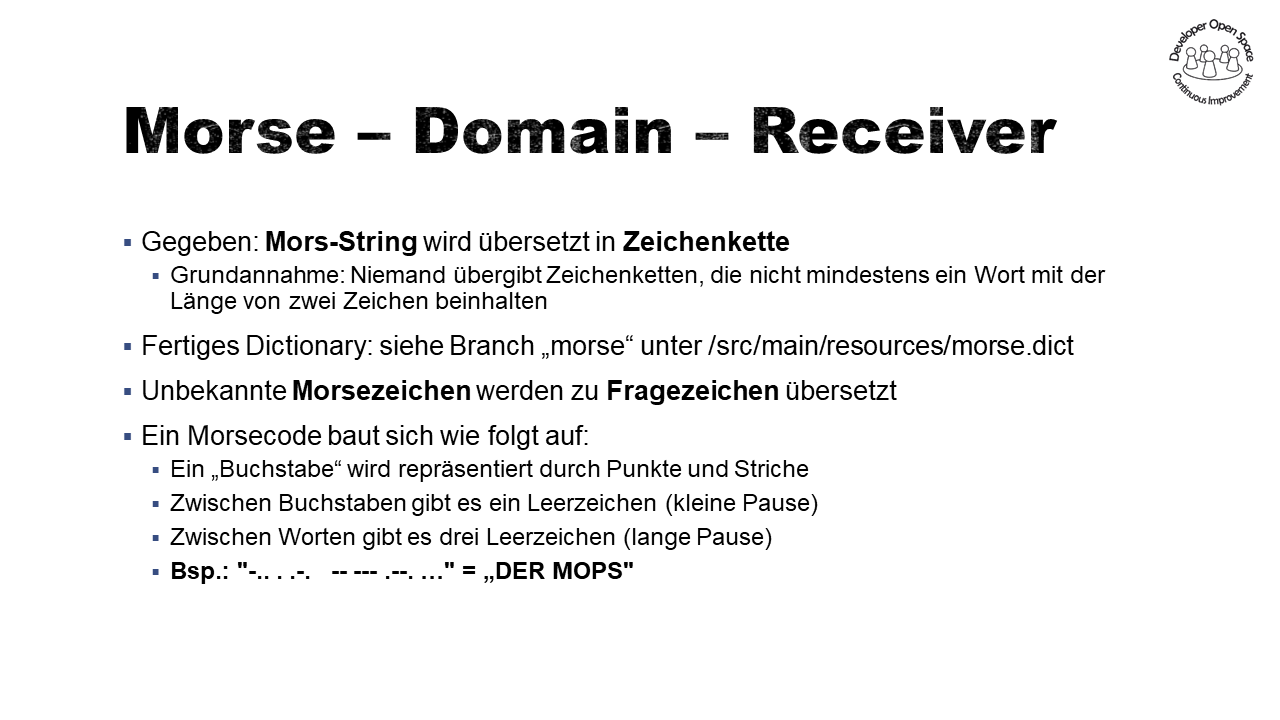 Developer Open Space
Continuous Improvement
Morse – Domain – Receiver
▪ Gegeben: Mors-String wird übersetzt in Zeichenkette
▪ Grundannahme: Niemand übergibt Zeichenketten, die nicht mindestens ein Wort mit der
Länge von zwei Zeichen beinhalten
▪ Fertiges Dictionary: siehe Branch „morse“ unter /src/main/resources/morse.dict
▪ Unbekannte Morsezeichen werden zu Fragezeichen übersetzt
▪ Ein Morsecode baut sich wie folgt auf:
▪ Ein „Buchstabe“ wird repräsentiert durch Punkte und Striche
▪ Zwischen Buchstaben gibt es ein Leerzeichen (kleine Pause)
▪ Zwischen Worten gibt es drei Leerzeichen (lange Pause)
▪ Bsp.: "-.. . .-.   -- --- .--. …" = „DER MOPS"